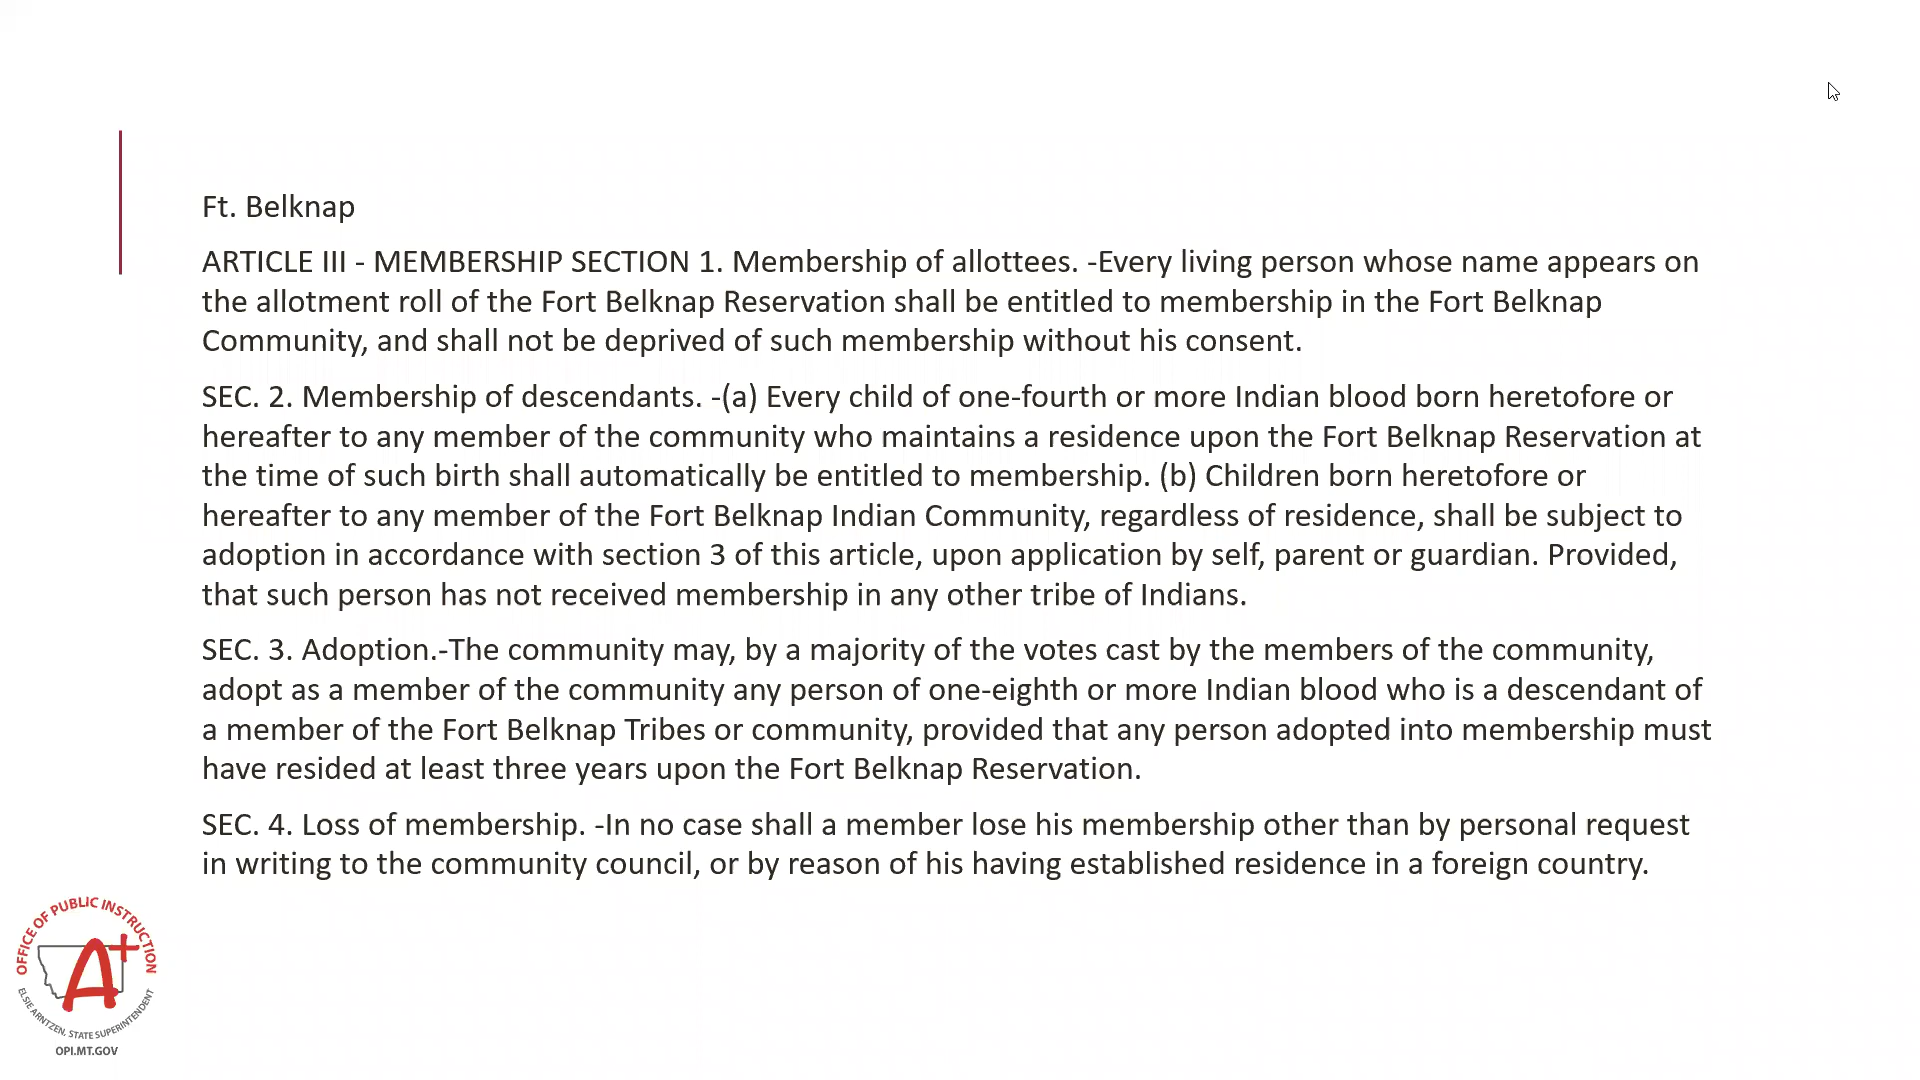 Ft. Belknap
ARTICLE III - MEMBERSHIP SECTION 1. Membership of allottees. -Every living person whose name appears on
the allotment roll of the Fort Belknap Reservation shall be entitled to membership in the Fort Belknap
Community, and shall not be deprived of such membership without his consent.
SEC. 2. Membership of descendants. -(a) Every child of one-fourth or more Indian blood born heretofore or
hereafter to any member of the community who maintains a residence upon the Fort Belknap Reservation at
the time of such birth shall automatically be entitled to membership. (b) Children born heretofore or
hereafter to any member of the Fort Belknap Indian Community, regardless of residence, shall be subject to
adoption in accordance with section 3 of this article, upon application by self, parent or guardian. Provided,
that such person has not received membership in any other tribe of Indians.
SEC. 3. Adoption.-The community may, by a majority of the votes cast by the members of the community,
adopt as a member of the community any person of one-eighth or more Indian blood who is a descendant of
a member of the Fort Belknap Tribes or community, provided that any person adopted into membership must
have resided at least three years upon the Fort Belknap Reservation.
SEC. 4. Loss of membership. -In no case shall a member lose his membership other than by personal request
in writing to the community council, or by reason of his having established residence in a foreign country.
OFFICE OF PUBLIC INSTRUCTION
A+
ELSIE ARNTZEN, STATE SUPERINTENDENT
OPI.MT.GOV